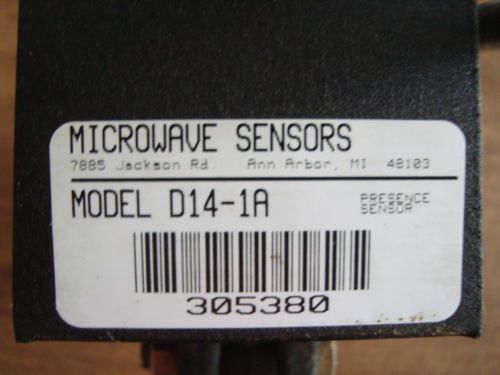 MICROWAVE SENSORS
7885 Jackson Rd. Ann Arbor, MI 48103
MODEL D14-1A
PRESENCE
SENSOR
305380